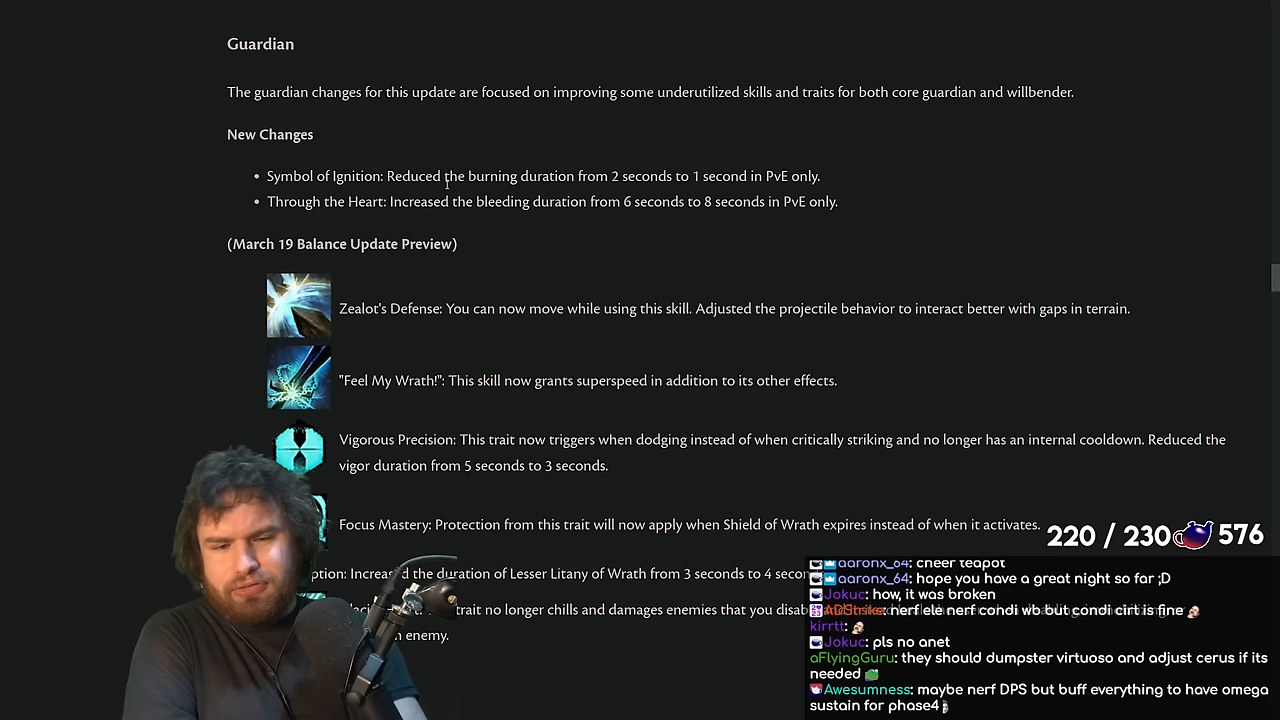 Guardian
The guardian changes for this update are focused on improving some underutilized skills and traits for both core guardian and willbender.
New Changes
• Symbol of Ignition: Reduced the burning duration from 2 seconds to 1 second in PvE only.
• Through the Heart: Increased the bleeding duration from 6 seconds to 8 seconds in PvE only.
(March 19 Balance Update Preview)
Zealot's Defense: You can now move while using this skill. Adjusted the projectile behavior to interact better with gaps in terrain.
"Feel My Wrath!": This skill now grants superspeed in addition to its other effects.
Vigorous Precision: This trait now triggers when dodging instead of when critically striking and no longer has an internal cooldown. Reduced the
vigor duration from 5 seconds to 3 seconds.
Focus Mastery: Protection from this trait will now apply when Shield of Wrath expires instead of when it activates.
the duration of Lesser Litany of Wrath from 3 seconds to 4
trait no longer chills and damages enemies that you
enemy.
220 / 230 576
aaronx_64: cheer teapot
aaronx_64: hope you have a great night so far ;D
Jokuc: how, it was broken
ADStrike: nerf ele nerf condi wb but condi cirt is fine
kirrtt:
Jokuc: pls no anet
aFlyingGuru: they should dumpster virtuoso and adjust cerus if its
needed
Awesumness: maybe nerf DPS but buff everything to have omega
sustain for phase4